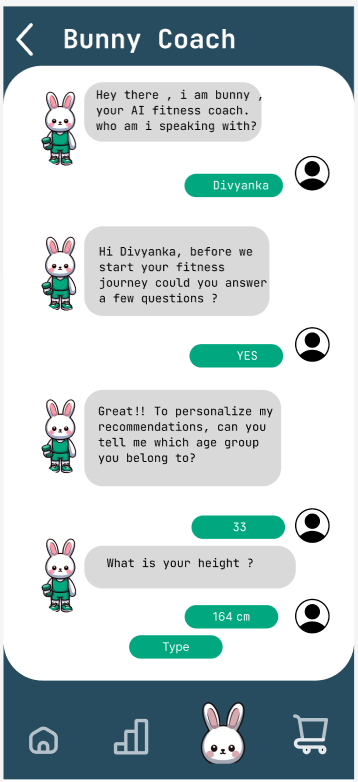 Bunny Coach
Hey there , i am bunny ,
your AI fitness coach.
who am i speaking with?
Divyanka
Hi Divyanka, before we
start your fitness
journey could you answer
a few questions ?
YES
Great!! To personalize my
recommendations, can you
tell me which age group
you belong to?
33
What is your height ?
164 cm
Type